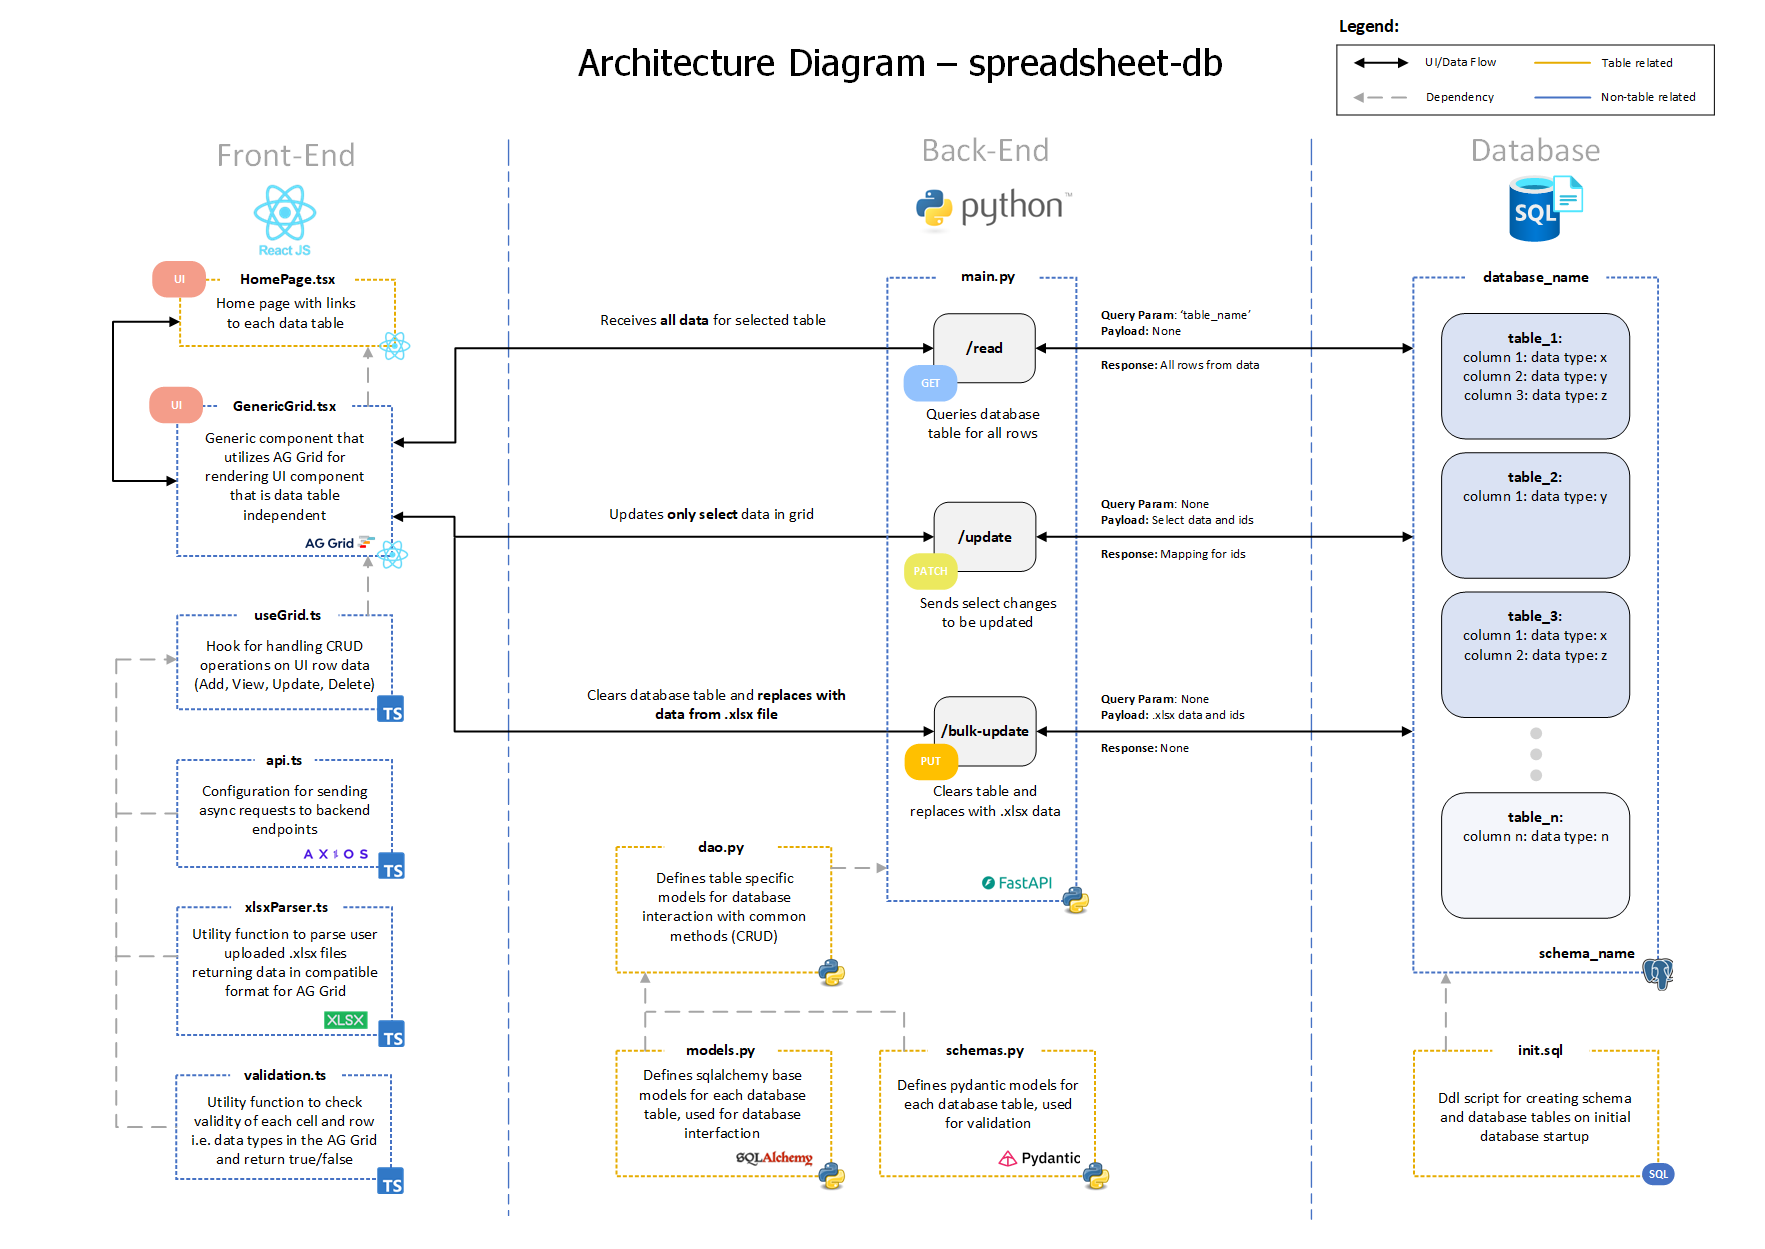 Legend:
UI/Data Flow
Table related
Dependency
Non-table related
Architecture Diagram – spreadsheet-db
Front-End
React JS
UI
HomePage.tsx
Home page with links
to each data table
UI
GenericGrid.tsx
Generic component that
utilizes AG Grid for
rendering UI component
that is data table
independent
AG Grid
useGrid.ts
Hook for handling CRUD
operations on UI row data
(Add, View, Update, Delete)
TS
api.ts
Configuration for sending
async requests to backend
endpoints
AXIOS
TS
xlsxParser.ts
Utility function to parse user
uploaded .xlsx files
returning data in compatible
format for AG Grid
XLSX
TS
validation.ts
Utility function to check
validity of each cell and row
i.e. data types in the AG Grid
and return true/false
TS
Back-End
python™
Receives all data for selected table
Updates only select data in grid
Clears database table and replaces with
data from .xlsx file
main.py
/read
GET
Queries database
table for all rows
/update
PATCH
Sends select changes
to be updated
/bulk-update
PUT
Clears table and
replaces with .xlsx data
FastAPI
Query Param: ‘table_name’
Payload: None
Response: All rows from data
Query Param: None
Payload: Select data and ids
Response: Mapping for ids
Query Param: None
Payload: .xlsx data and ids
Response: None
dao.py
Defines table specific
models for database
interaction with common
methods (CRUD)
models.py
Defines sqlalchemy base
models for each database
table, used for database
interfaction
SQLAlchemy
schemas.py
Defines pydantic models for
each database table, used
for validation
Pydantic
Database
SQL
database_name
table_1:
column 1: data type: x
column 2: data type: y
column 3: data type: z
table_2:
column 1: data type: y
table_3:
column 1: data type: x
column 2: data type: z
table_n:
column n: data type: n
schema_name
init.sql
Ddl script for creating schema
and database tables on initial
database startup
SQL